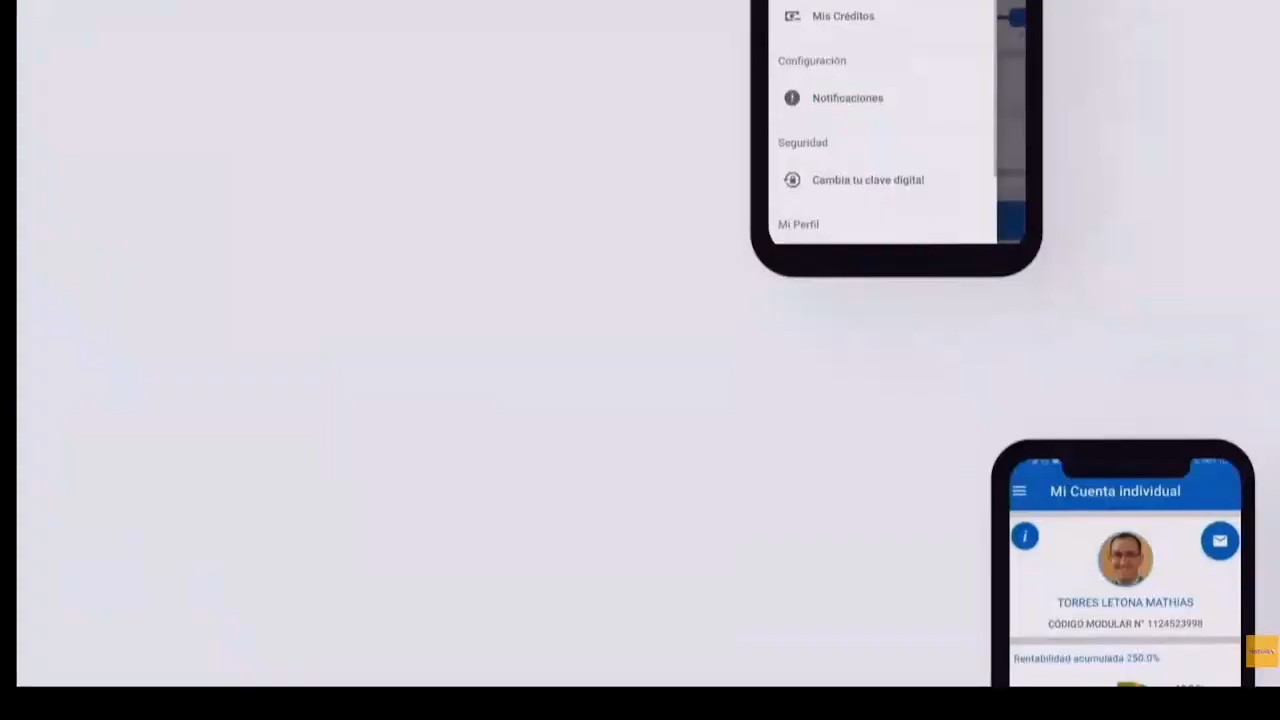 Mis Créditos
Configuración
Notificaciones
Seguridad
Cambia tu clave digital
Mi Perfil
Mi Cuenta individual
TORRES LETONA MATHIAS
CÓDIGO MODULAR N° 1124523998
Rentabilidad acumulada 250.0%